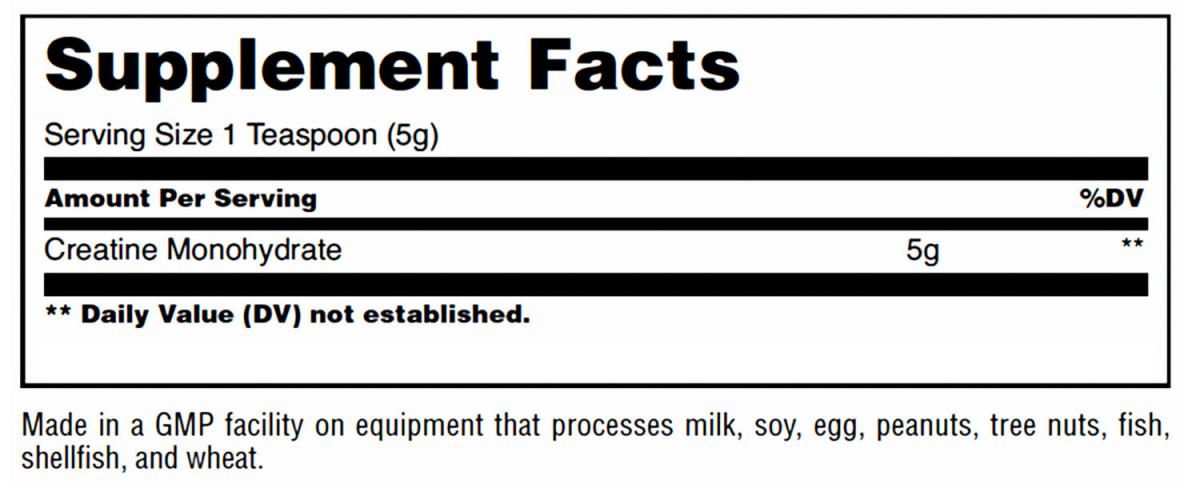 Supplement Facts
Serving Size 1 Teaspoon (5g)
Amount Per Serving %DV
Creatine Monohydrate 5g **
** Daily Value (DV) not established.
Made in a GMP facility on equipment that processes milk, soy, egg, peanuts, tree nuts, fish,
shellfish, and wheat.